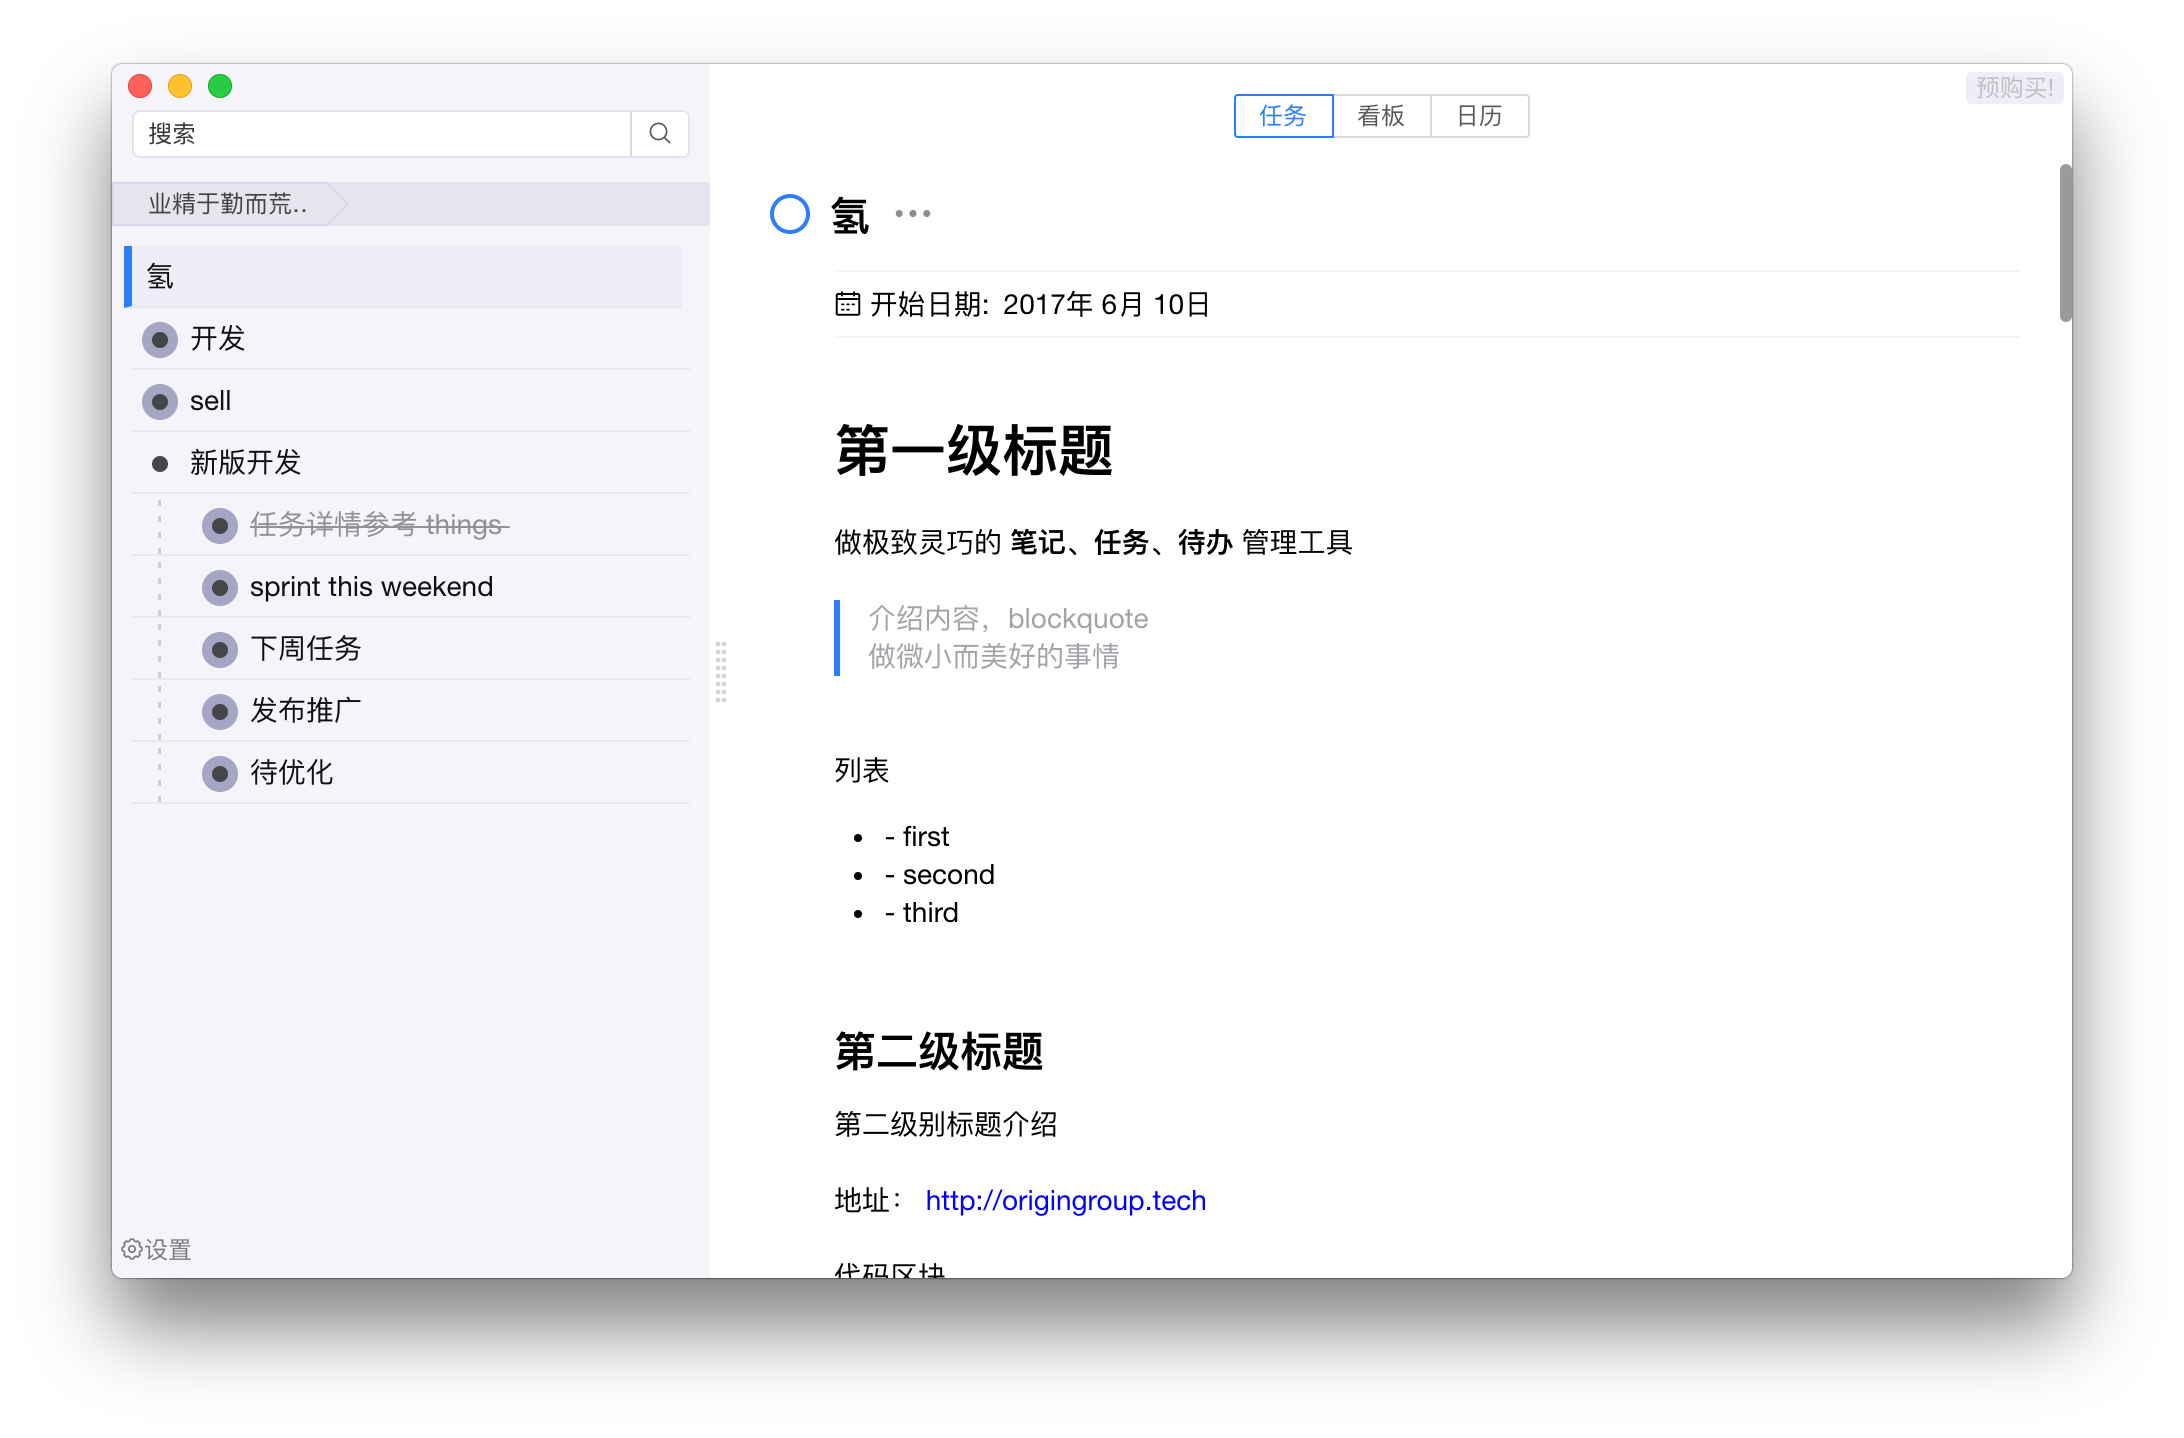 搜索
业精于勤而荒..
氢
开发
sell
新版开发
任务详情参考 things
sprint this weekend
下周任务
发布推广
待优化
设置
预购买!
任务
看板
日历
氢
开始日期: 2017年 6月 10日
第一级标题
做极致灵巧的 笔记、任务、待办 管理工具
介绍内容，blockquote
做微小而美好的事情
列表
- first
- second
- third
第二级标题
第二级别标题介绍
地址： http://origingroup.tech
代码区块